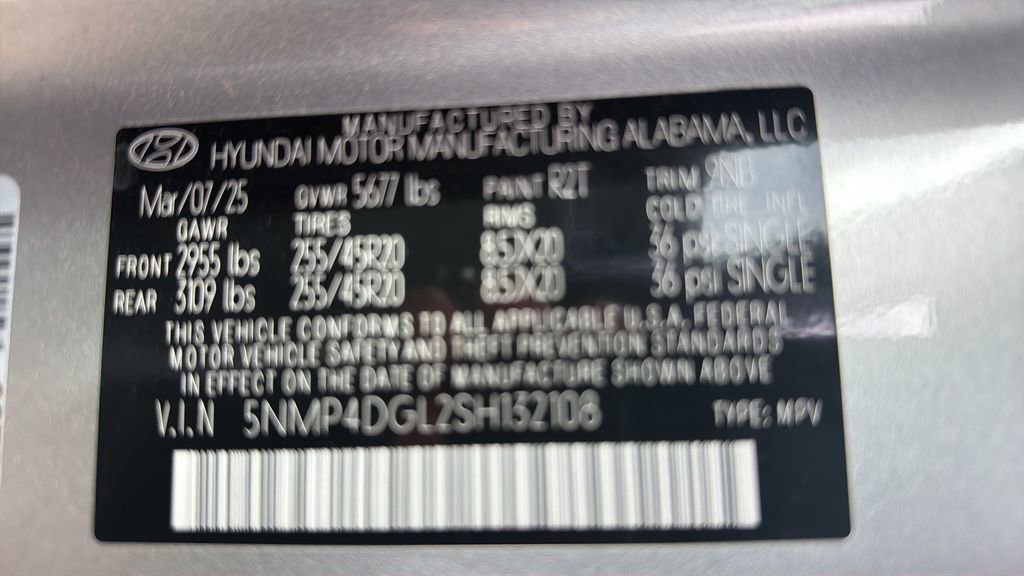 MANUFACTURED BY
HYUNDAI MOTOR MANUFACTURING ALABAMA, LLC
Mar/07/25 GVWR 5677 lbs PAINT R2T TRIM
GAWR TIRES RIMS COLD TIRE INFL
FRONT 2955 lbs 255/45R20 8.5X20 36 psi SINGLE
REAR 3109 lbs 255/45R20 8.5X20 36 psi SINGLE
THIS VEHICLE CONFORMS TO ALL APPLICABLE U.S.A. FEDERAL
MOTOR VEHICLE SAFETY AND THEFT PREVENTION STANDARDS
IN EFFECT ON THE DATE OF MANUFACTURE SHOWN ABOVE
V.I.N 5NMP4DGL2SH132108 TYPE: MPV